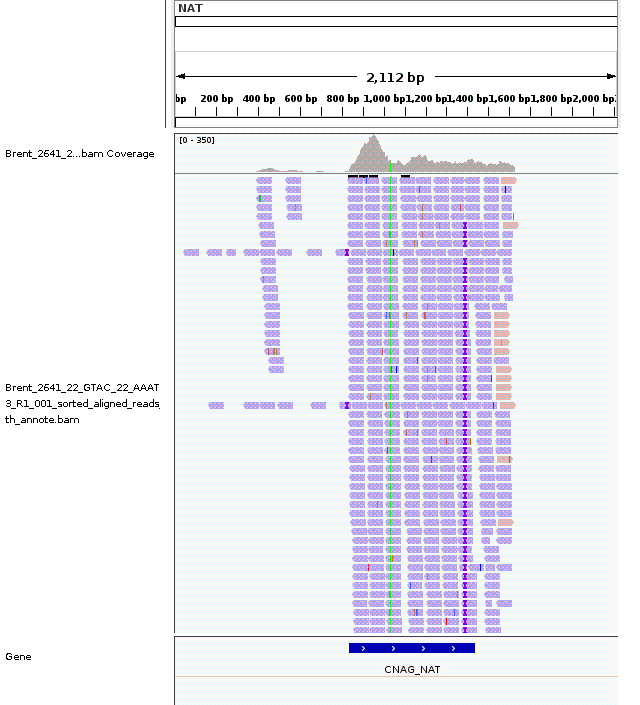 NAT
2,112 bp
bp 200 bp 400 bp 600 bp 800 bp 1,000 bp 1,200 bp 1,400 bp 1,600 bp 1,800 bp 2,000 bp
[0 - 350]
Brent_2641_2...bam Coverage
Brent_2641_22_GTAC_22_AAAT
3_R1_001_sorted_aligned_reads_
th_annote.bam
Gene
CNAG_NAT